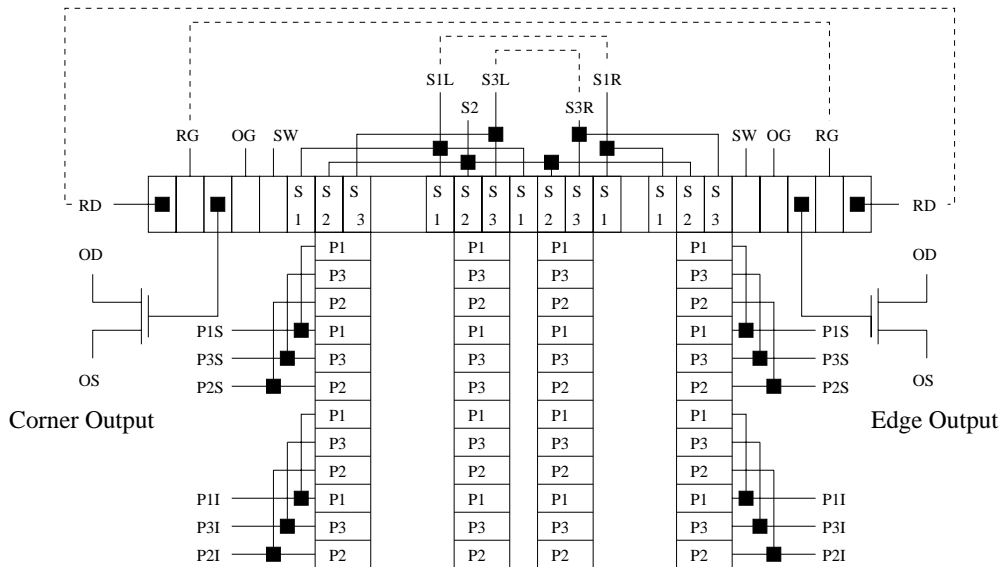 S1L S3L S1R
S2 S3R
RG OG SW SW OG RG
S S S S S S S S S S S S S
RD RD
1 2 3 1 2 3 1 2 3 1 1 2 3
P1 P1 P1 P1
OD OD
P3 P3 P3 P3
P2 P2 P2 P2
P1S P1 P1 P1 P1 P1S
P3S P3 P3 P3 P3 P3S
OS OS
P2S P2 P3 P3 P2 P2S
P1 P1 P1 P1
Corner Output Edge Output
P3 P3 P3 P3
P2 P2 P2 P2
P1I P1 P1 P1 P1 P1I
P3I P3 P3 P3 P3 P3I
P2I P2 P2 P2 P2 P2I